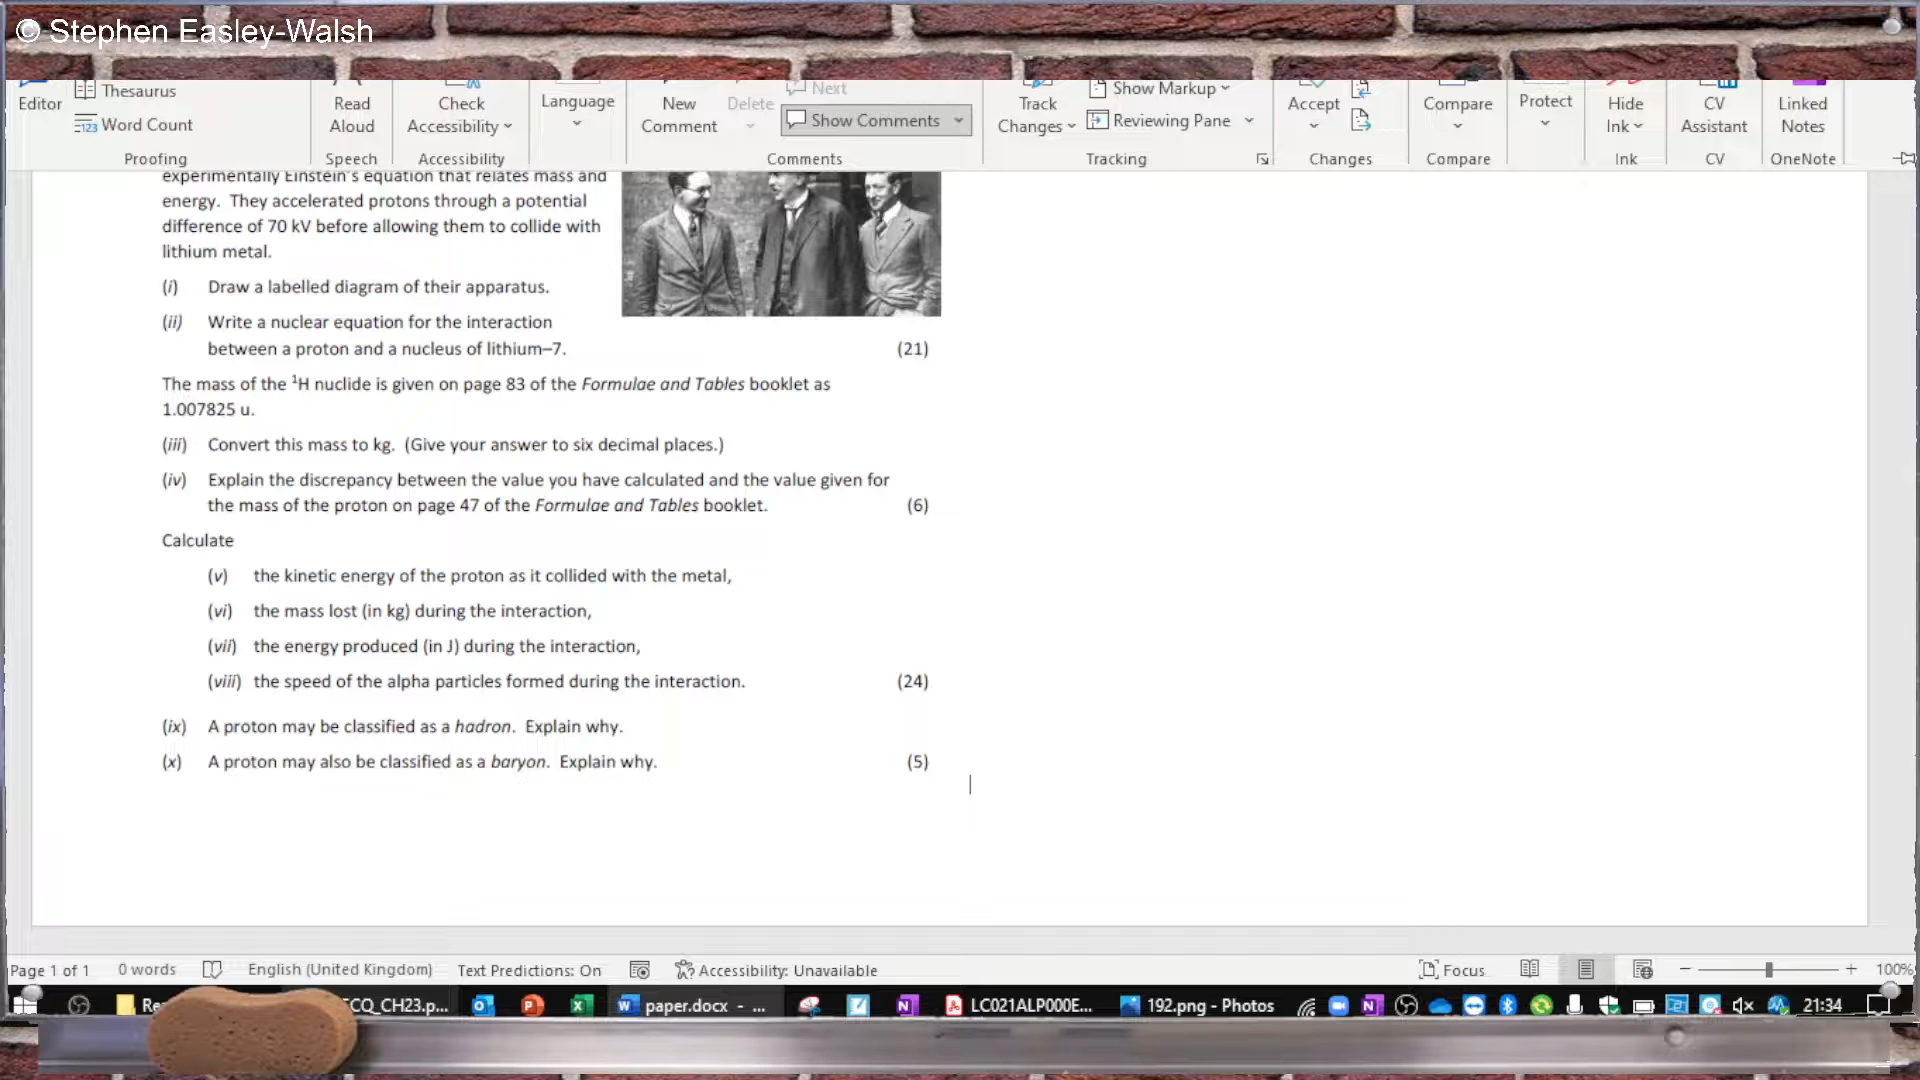 © Stephen Easley-Walsh
Editor
Thesaurus
Word Count
Proofing
Read
Aloud
Speech
Check
Accessibility
Accessibility
Language
New
Comment
Delete
Next
Show Comments
Comments
Track
Changes
Show Markup
Reviewing Pane
Tracking
Accept
Changes
Compare
Compare
Protect
Hide
Ink
Ink
CV
Assistant
CV
Linked
Notes
OneNote
experimentally Einstein's equation that relates mass and
energy. They accelerated protons through a potential
difference of 70 kV before allowing them to collide with
lithium metal.
(i) Draw a labelled diagram of their apparatus.
(ii) Write a nuclear equation for the interaction
between a proton and a nucleus of lithium–7. (21)
The mass of the ¹H nuclide is given on page 83 of the Formulae and Tables booklet as
1.007825 u.
(iii) Convert this mass to kg. (Give your answer to six decimal places.)
(iv) Explain the discrepancy between the value you have calculated and the value given for
the mass of the proton on page 47 of the Formulae and Tables booklet. (6)
Calculate
(v) the kinetic energy of the proton as it collided with the metal,
(vi) the mass lost (in kg) during the interaction,
(vii) the energy produced (in J) during the interaction,
(viii) the speed of the alpha particles formed during the interaction. (24)
(ix) A proton may be classified as a hadron. Explain why.
(x) A proton may also be classified as a baryon. Explain why. (5)
Page 1 of 1 0 words English (United Kingdom) Text Predictions: On Accessibility: Unavailable Focus 100%
CQ_CH23.p... paper.docx - ... LC021ALP000E... 192.png - Photos 21:34